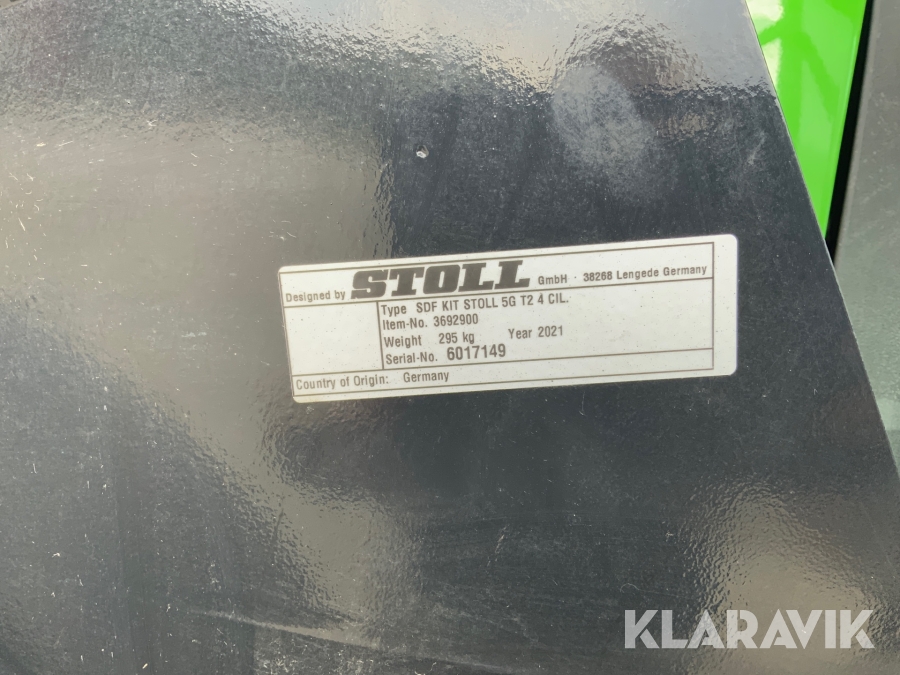 Designed by STOLL GmbH · 38268 Lengede Germany
Type SDF KIT STOLL 5G T2 4 CIL.
Item-No. 3692900
Weight 295 kg Year 2021
Serial-No. 6017149
Country of Origin: Germany
KLARAVIK